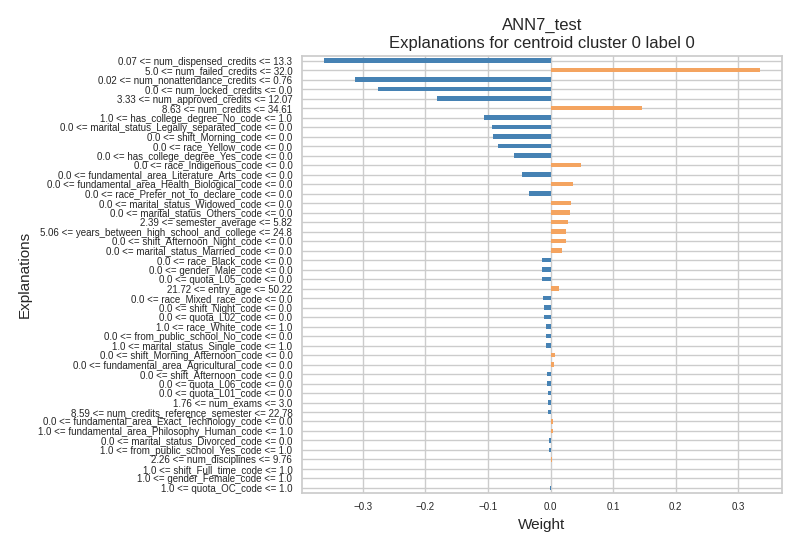 ANN7_test
Explanations for centroid cluster 0 label 0
0.07 <= num_dispensed_credits <= 13.3
5.0 <= num_failed_credits <= 32.0
0.02 <= num_nonattendance_credits <= 0.76
0.0 <= num_locked_credits <= 0.0
3.33 <= num_approved_credits <= 12.07
8.63 <= num_credits <= 34.61
1.0 <= has_college_degree_No_code <= 1.0
0.0 <= marital_status_Legally_separated_code <= 0.0
0.0 <= shift_Morning_code <= 0.0
0.0 <= race_Yellow_code <= 0.0
0.0 <= has_college_degree_Yes_code <= 0.0
0.0 <= race_Indigenous_code <= 0.0
0.0 <= fundamental_area_Literature_Arts_code <= 0.0
0.0 <= fundamental_area_Health_Biological_code <= 0.0
0.0 <= race_Prefer_not_to_declare_code <= 0.0
0.0 <= marital_status_Widowed_code <= 0.0
0.0 <= marital_status_Others_code <= 0.0
2.39 <= semester_average <= 5.82
5.06 <= years_between_high_school_and_college <= 24.8
0.0 <= shift_Afternoon_Night_code <= 0.0
0.0 <= marital_status_Married_code <= 0.0
0.0 <= race_Black_code <= 0.0
0.0 <= gender_Male_code <= 0.0
0.0 <= quota_L05_code <= 0.0
21.72 <= entry_age <= 50.22
0.0 <= race_Mixed_race_code <= 0.0
0.0 <= shift_Night_code <= 0.0
0.0 <= quota_L02_code <= 0.0
1.0 <= race_White_code <= 1.0
0.0 <= from_public_school_No_code <= 0.0
1.0 <= marital_status_Single_code <= 1.0
0.0 <= shift_Morning_Afternoon_code <= 0.0
0.0 <= fundamental_area_Agricultural_code <= 0.0
0.0 <= shift_Afternoon_code <= 0.0
0.0 <= quota_L06_code <= 0.0
0.0 <= quota_L01_code <= 0.0
1.76 <= num_exams <= 3.0
8.59 <= num_credits_reference_semester <= 22.78
0.0 <= fundamental_area_Exact_Technology_code <= 0.0
1.0 <= fundamental_area_Philosophy_Human_code <= 1.0
0.0 <= marital_status_Divorced_code <= 0.0
1.0 <= from_public_school_Yes_code <= 1.0
2.26 <= num_disciplines <= 9.76
1.0 <= shift_Full_time_code <= 1.0
1.0 <= gender_Female_code <= 1.0
1.0 <= quota_OC_code <= 1.0
Explanations
−0.3 −0.2 −0.1 0.0 0.1 0.2 0.3
Weight